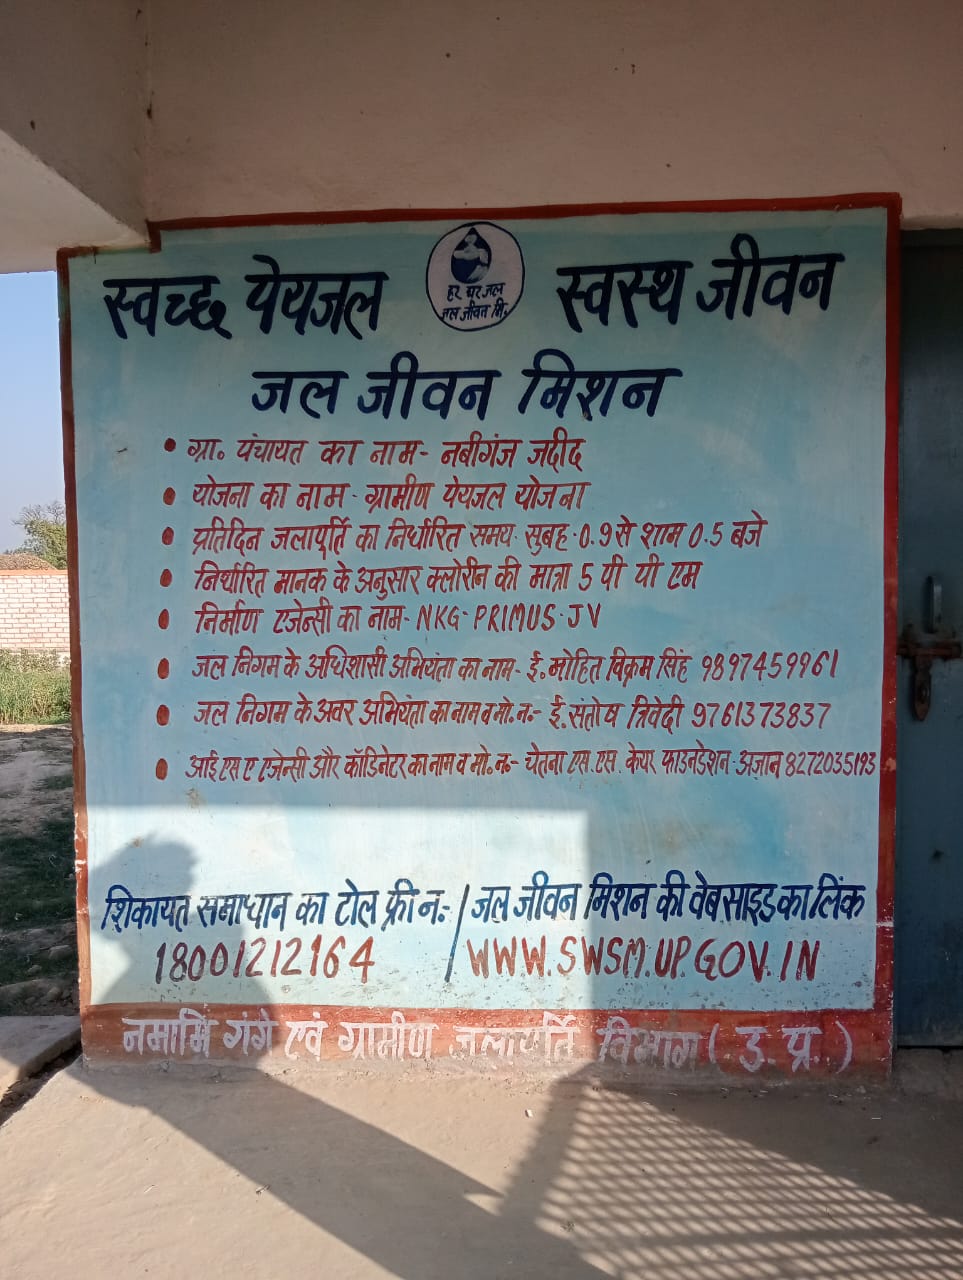 स्वच्छ पेयजल
हर घर जल
जल जीवन मि.
स्वस्थ जीवन
जल जीवन मिशन
• ग्रा. पंचायत का नाम- नबीगंज जदीद
• योजना का नाम - ग्रामीण पेयजल योजना
• प्रतिदिन जलापूर्ति का निर्धारित समय- सुबह-0.9 से शाम 0.5 बजे
• निर्धारित मानक के अनुसार क्लोरीन की मात्रा 5 पी पी एम
• निर्माण एजेन्सी का नाम- NKG-PRIMUS-JV
• जल निगम के अधिशासी अभियंता का नाम- ई. मोहित विक्रम सिंह 9897459961
• जल निगम के अवर अभियंता का नाम व मो. न.- ई. संतोष त्रिवेदी 9761373837
• आई एस ए एजेन्सी और कॉडिनेटर का नाम व मो. न.- चेतना एस. एस. केयर फाउनडेशन- अज़ान 8272035193
शिकायत समाधान का टोल फ्री न.- / जल जीवन मिशन की वेबसाइड का लिंक
18001212164 / WWW.SWSM.UP.GOV.IN
नमामि गंगे एवं ग्रामीण जलापूर्ति विभाग ( उ. प्र. )